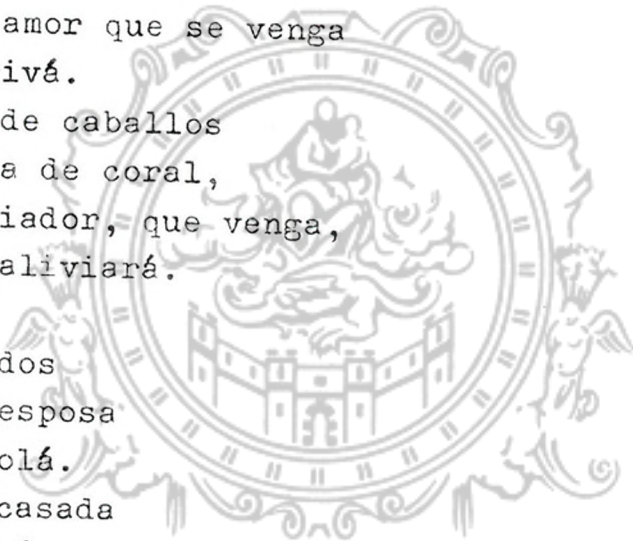 amor que se venga
ivá.
de caballos
a de coral,
iador, que venga,
aliviará.
dos
esposa
olá.
casada